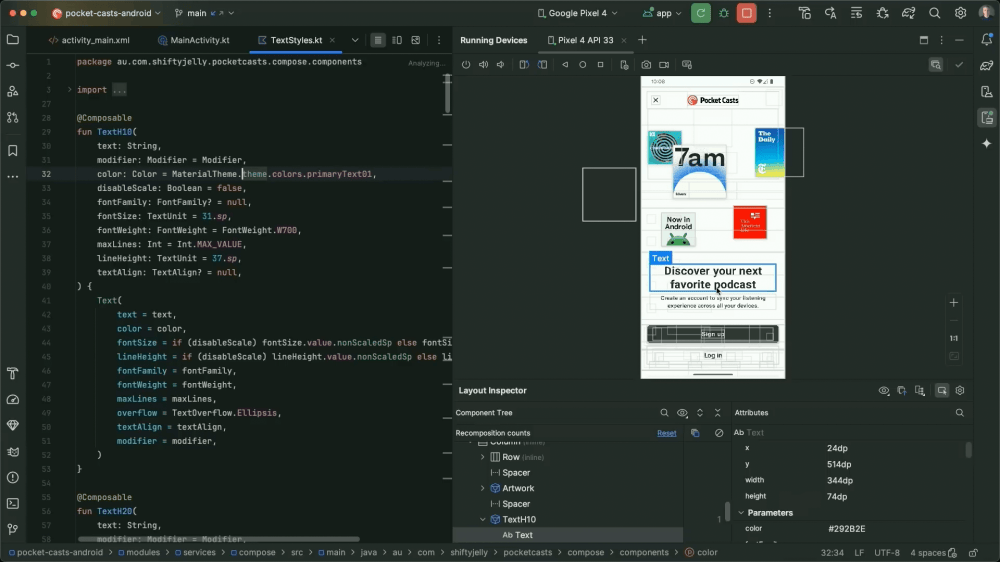 pocket-casts-android
main
Google Pixel 4
app
activity_main.xml
MainActivity.kt
TextStyles.kt
Running Devices
Pixel 4 API 33
1 package au.com.shiftyjelly.pocketcasts.compose.components
Analyzing...
2
3 import ...
27
28 @Composable
29 fun TextH10(
30 text: String,
31 modifier: Modifier = Modifier,
32 color: Color = MaterialTheme.theme.colors.primaryText01,
33 disableScale: Boolean = false,
34 fontFamily: FontFamily? = null,
35 fontSize: TextUnit = 31.sp,
36 fontWeight: FontWeight = FontWeight.W700,
37 maxLines: Int = Int.MAX_VALUE,
38 lineHeight: TextUnit = 37.sp,
39 textAlign: TextAlign? = null,
40 ) {
41 Text(
42 text = text,
43 color = color,
44 fontSize = if (disableScale) fontSize.value.nonScaledSp else fontSi
45 lineHeight = if (disableScale) lineHeight.value.nonScaledSp else li
46 fontFamily = fontFamily,
47 fontWeight = fontWeight,
48 maxLines = maxLines,
49 overflow = TextOverflow.Ellipsis,
50 textAlign = textAlign,
51 modifier = modifier,
52 )
53 }
54
55 @Composable
56 fun TextH20(
57 text: String,
58 modifier: Modifier = Modifier,
10:08
Pocket Casts
The
Daily
7am
Now in
Android
Text
Discover your next
favorite podcast
Create an account to sync your listening
experience across all your devices.
Sign up
Log in
1:1
Layout Inspector
Component Tree
Attributes
Recomposition counts
Reset
Column (inline)
Row (inline)
Spacer
Artwork
Spacer
TextH10
1
Ab Text
Ab Text
x 24dp
y 514dp
width 344dp
height 74dp
Parameters
color #292B2E
pocket-casts-android > modules > services > compose > src > main > java > au > com > shiftyjelly > pocketcasts > compose > components > color
32:34 LF UTF-8 4 spaces